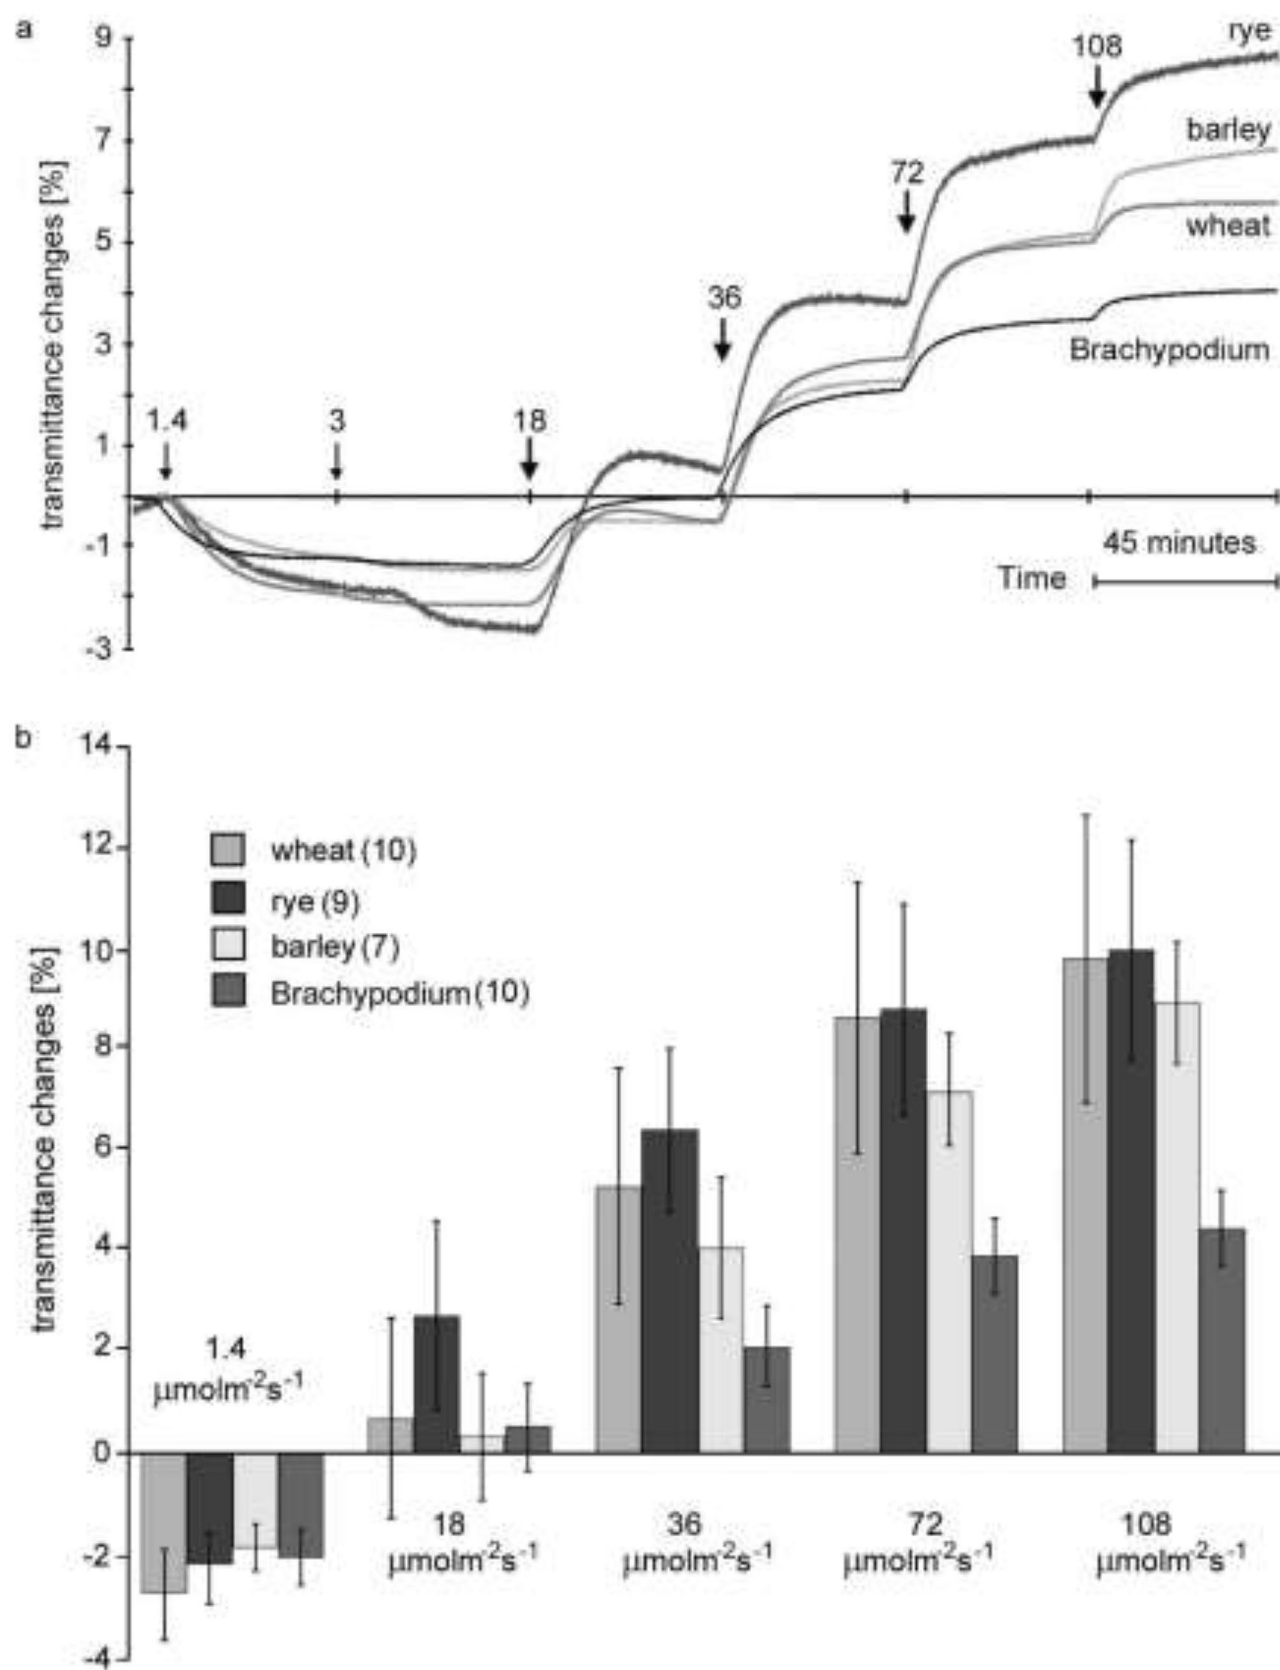 a
9
7
5
3
1
-1
-3
transmittance changes [%]
1.4
3
18
36
72
108
rye
barley
wheat
Brachypodium
45 minutes
Time
b
14
12
10
8
6
4
2
0
-2
-4
transmittance changes [%]
wheat (10)
rye (9)
barley (7)
Brachypodium (10)
1.4
µmolm⁻²s⁻¹
18
µmolm⁻²s⁻¹
36
µmolm⁻²s⁻¹
72
µmolm⁻²s⁻¹
108
µmolm⁻²s⁻¹